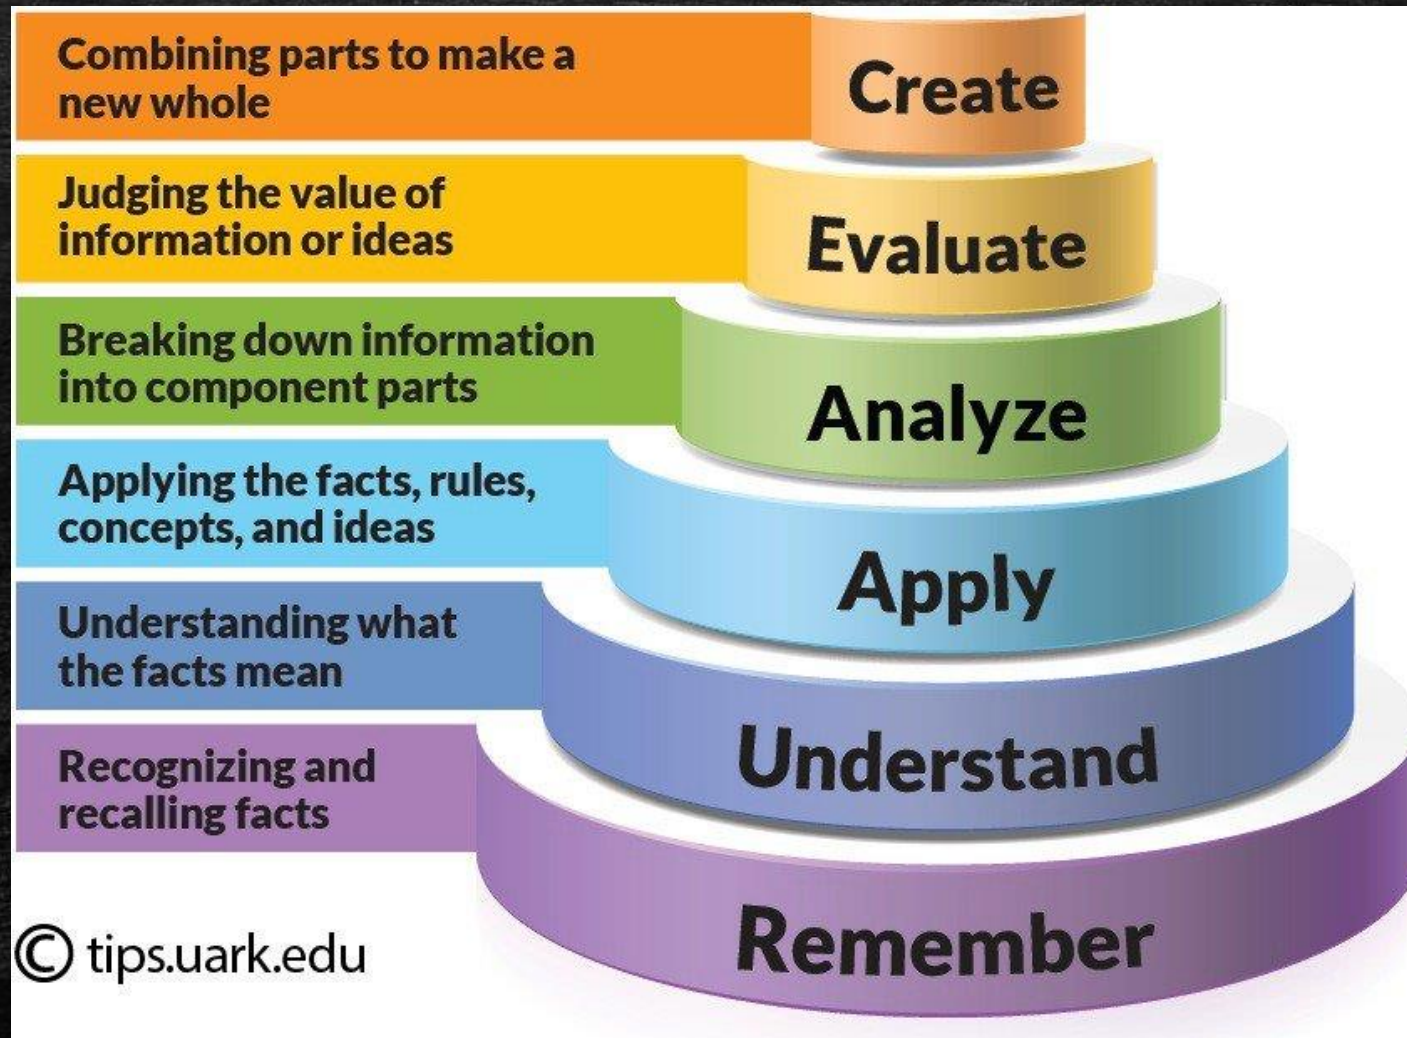 Combining parts to make a
new whole
Create
Judging the value of
information or ideas
Evaluate
Breaking down information
into component parts
Analyze
Applying the facts, rules,
concepts, and ideas
Apply
Understanding what
the facts mean
Understand
Recognizing and
recalling facts
Remember
© tips.uark.edu